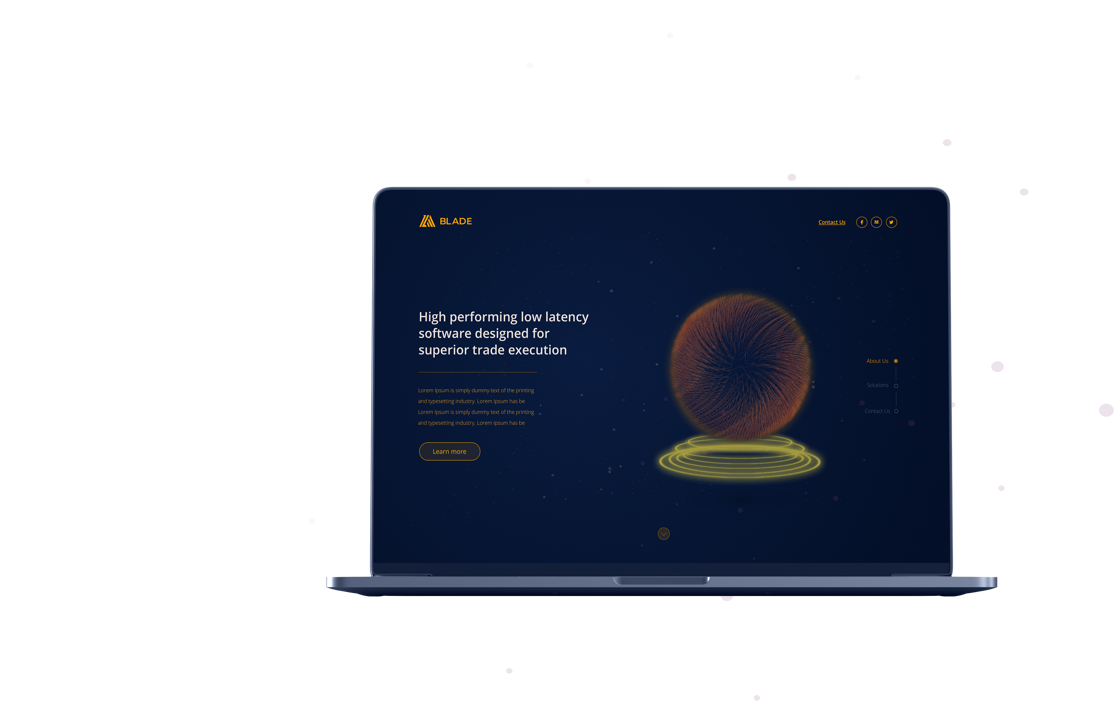 BLADE
Contact Us
High performing low latency
software designed for
superior trade execution
Lorem Ipsum is simply dummy text of the printing
and typesetting industry. Lorem Ipsum has be
Lorem Ipsum is simply dummy text of the printing
and typesetting industry. Lorem Ipsum has be
Learn more
About Us
Solutions
Contact Us